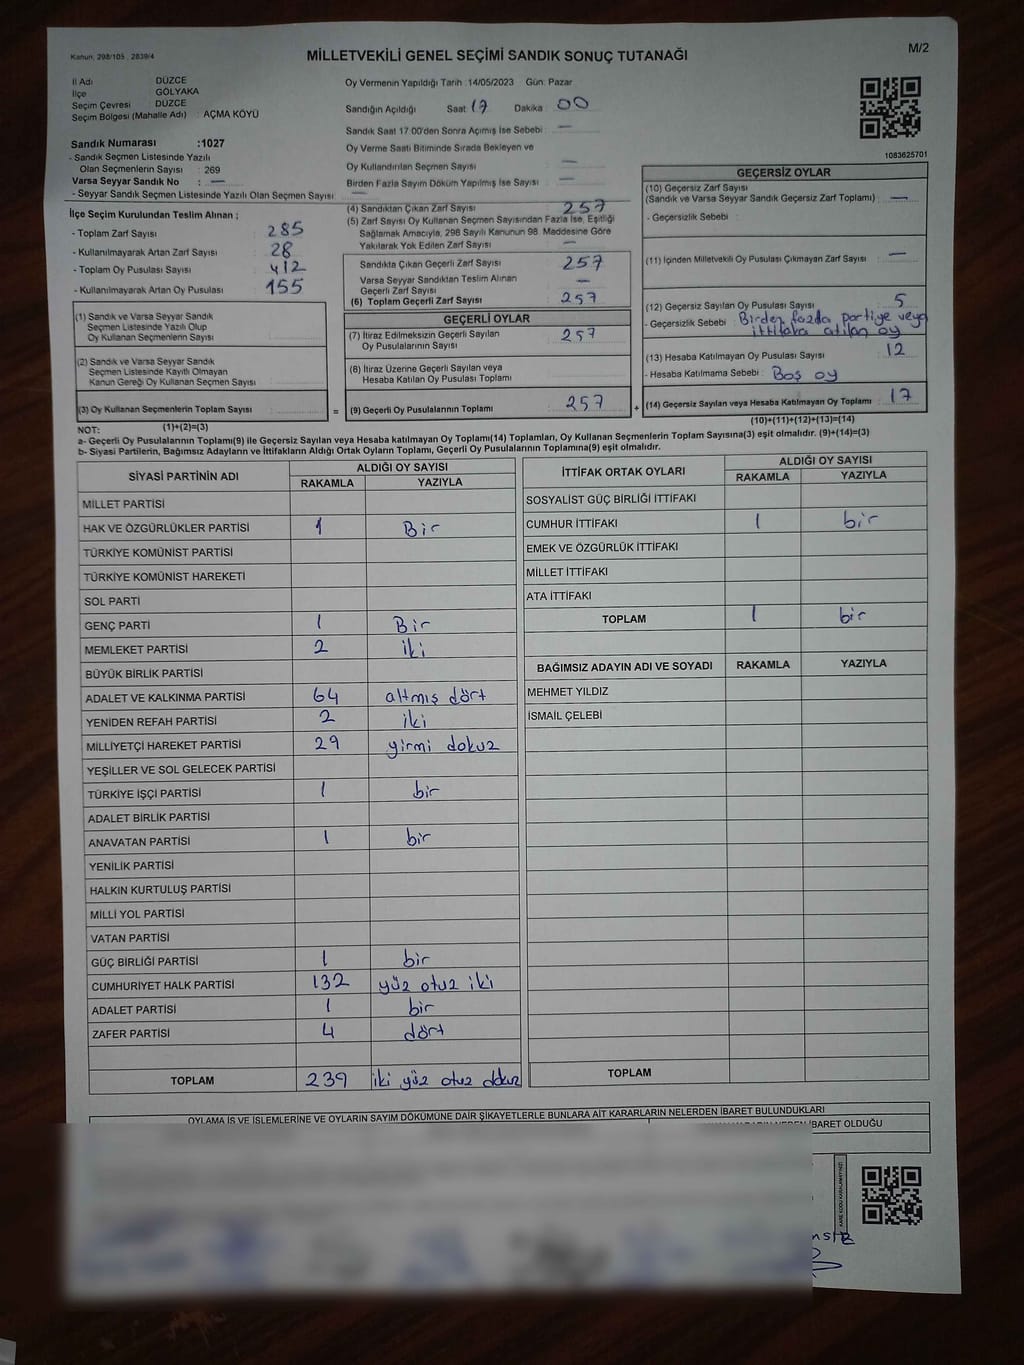 Kanun: 298/105 , 2839/4
MİLLETVEKİLİ GENEL SEÇİMİ SANDIK SONUÇ TUTANAĞI
M/2
İl Adı : DÜZCE
İlçe : GÖLYAKA
Seçim Çevresi : DÜZCE
Seçim Bölgesi (Mahalle Adı) : AÇMA KÖYÜ
Sandık Numarası :1027
- Sandık Seçmen Listesinde Yazılı
Olan Seçmenlerin Sayısı : 269
Varsa Seyyar Sandık No : —
- Seyyar Sandık Seçmen Listesinde Yazılı Olan Seçmen Sayısı : —
Oy Vermenin Yapıldığı Tarih :14/05/2023 Gün: Pazar
Sandığın Açıldığı Saat 17 Dakika 00
Sandık Saat 17.00'den Sonra Açılmış İse Sebebi : —
Oy Verme Saati Bitiminde Sırada Bekleyen ve
Oy Kullandırılan Seçmen Sayısı : —
Birden Fazla Sayım Döküm Yapılmış İse Sayısı : —
1083625701
İlçe Seçim Kurulundan Teslim Alınan ;
- Toplam Zarf Sayısı : 285
- Kullanılmayarak Artan Zarf Sayısı : 28
- Toplam Oy Pusulası Sayısı : 412
- Kullanılmayarak Artan Oy Pusulası : 155
(4) Sandıktan Çıkan Zarf Sayısı : 257
(5) Zarf Sayısı Oy Kullanan Seçmen Sayısından Fazla İse, Eşitliği
Sağlamak Amacıyla, 298 Sayılı Kanunun 98. Maddesine Göre
Yakılarak Yok Edilen Zarf Sayısı : —
Sandıkta Çıkan Geçerli Zarf Sayısı : 257
Varsa Seyyar Sandıktan Teslim Alınan
Geçerli Zarf Sayısı : —
(6) Toplam Geçerli Zarf Sayısı : 257
(1) Sandık ve Varsa Seyyar Sandık
Seçmen Listesinde Yazılı Olup
Oy Kullanan Seçmenlerin Sayısı :
(2) Sandık ve Varsa Seyyar Sandık
Seçmen Listesinde Kayıtlı Olmayan
Kanun Gereği Oy Kullanan Seçmen Sayısı :
(3) Oy Kullanan Seçmenlerin Toplam Sayısı :
(1)+(2)=(3)
=
GEÇERLİ OYLAR
(7) İtiraz Edilmeksizin Geçerli Sayılan
Oy Pusulalarının Sayısı : 257
(8) İtiraz Üzerine Geçerli Sayılan veya
Hesaba Katılan Oy Pusulası Toplamı :
(9) Geçerli Oy Pusulalarının Toplamı : 257
+
GEÇERSİZ OYLAR
(10) Geçersiz Zarf Sayısı
(Sandık ve Varsa Seyyar Sandık Geçersiz Zarf Toplamı) : —
- Geçersizlik Sebebi :
(11) İçinden Milletvekili Oy Pusulası Çıkmayan Zarf Sayısı : —
(12) Geçersiz Sayılan Oy Pusulası Sayısı : 5
- Geçersizlik Sebebi : Birden fazla partiye veya
ittifaka atılan oy
(13) Hesaba Katılmayan Oy Pusulası Sayısı : 12
- Hesaba Katılmama Sebebi : Boş oy
(14) Geçersiz Sayılan veya Hesaba Katılmayan Oy Toplamı : 17
(10)+(11)+(12)+(13)=(14)
NOT:
a- Geçerli Oy Pusulalarının Toplamı(9) ile Geçersiz Sayılan veya Hesaba katılmayan Oy Toplamı(14) Toplamları, Oy Kullanan Seçmenlerin Toplam Sayısına(3) eşit olmalıdır. (9)+(14)=(3)
b- Siyasi Partilerin, Bağımsız Adayların ve İttifakların Aldığı Ortak Oyların Toplamı, Geçerli Oy Pusulalarının Toplamına(9) eşit olmalıdır.
SİYASİ PARTİNİN ADI ALDIĞI OY SAYISI
RAKAMLA YAZIYLA
MİLLET PARTİSİ
HAK VE ÖZGÜRLÜKLER PARTİSİ 1 Bir
TÜRKİYE KOMÜNİST PARTİSİ
TÜRKİYE KOMÜNİST HAREKETİ
SOL PARTİ
GENÇ PARTİ 1 Bir
MEMLEKET PARTİSİ 2 iki
BÜYÜK BİRLİK PARTİSİ
ADALET VE KALKINMA PARTİSİ 64 altmış dört
YENİDEN REFAH PARTİSİ 2 iki
MİLLİYETÇİ HAREKET PARTİSİ 29 yirmi dokuz
YEŞİLLER VE SOL GELECEK PARTİSİ
TÜRKİYE İŞÇİ PARTİSİ 1 bir
ADALET BİRLİK PARTİSİ
ANAVATAN PARTİSİ 1 bir
YENİLİK PARTİSİ
HALKIN KURTULUŞ PARTİSİ
MİLLİ YOL PARTİSİ
VATAN PARTİSİ
GÜÇ BİRLİĞİ PARTİSİ 1 bir
CUMHURİYET HALK PARTİSİ 132 yüz otuz iki
ADALET PARTİSİ 1 bir
ZAFER PARTİSİ 4 dört
TOPLAM 239 iki yüz otuz dokuz
İTTİFAK ORTAK OYLARI ALDIĞI OY SAYISI
RAKAMLA YAZIYLA
SOSYALİST GÜÇ BİRLİĞİ İTTİFAKI
CUMHUR İTTİFAKI 1 bir
EMEK VE ÖZGÜRLÜK İTTİFAKI
MİLLET İTTİFAKI
ATA İTTİFAKI
TOPLAM 1 bir
BAĞIMSIZ ADAYIN ADI VE SOYADI RAKAMLA YAZIYLA
MEHMET YILDIZ
İSMAİL ÇELEBİ
TOPLAM
OYLAMA İŞ VE İŞLEMLERİNE VE OYLARIN SAYIM DÖKÜMÜNE DAİR ŞİKAYETLERLE BUNLARA AİT KARARLARIN NELERDEN İBARET BULUNDUKLARI
İBARET OLDUĞU